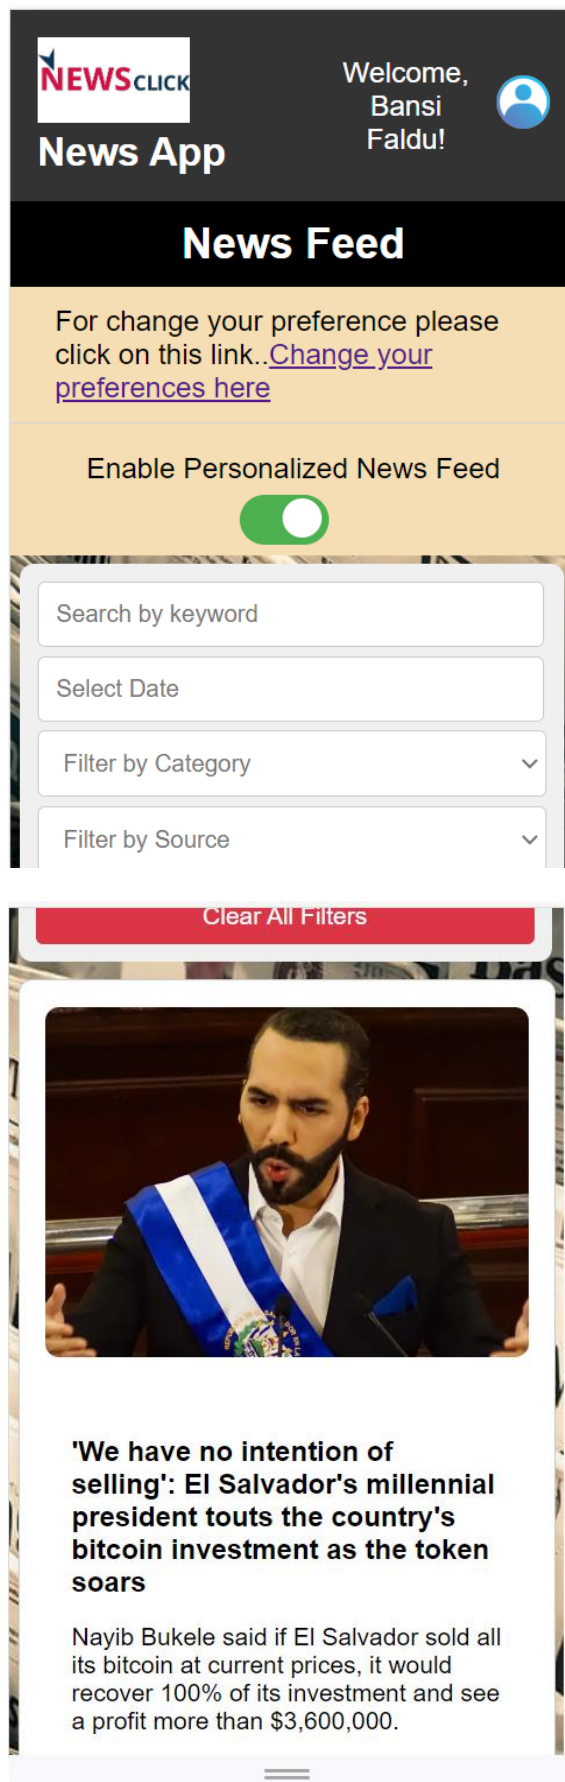 NEWSCLICK
Welcome,
Bansi
Faldu!
News App
News Feed
For change your preference please
click on this link..Change your
preferences here
Enable Personalized News Feed
Search by keyword
Select Date
Filter by Category
Filter by Source
Clear All Filters
'We have no intention of
selling': El Salvador's millennial
president touts the country's
bitcoin investment as the token
soars
Nayib Bukele said if El Salvador sold all
its bitcoin at current prices, it would
recover 100% of its investment and see
a profit more than $3,600,000.